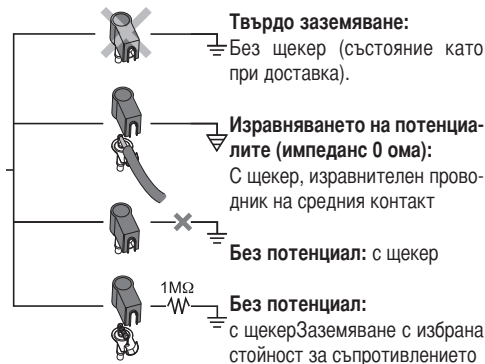 Твърдо заземяване:
Без щекер (състояние като
при доставка).
Изравняването на потенциа-
лите (импеданс 0 ома):
С щекер, изравнителен прово-
дник на средния контакт
Без потенциал: с щекер
1MΩ
Без потенциал:
с щекерЗаземяване с избрана
стойност за съпротивлението